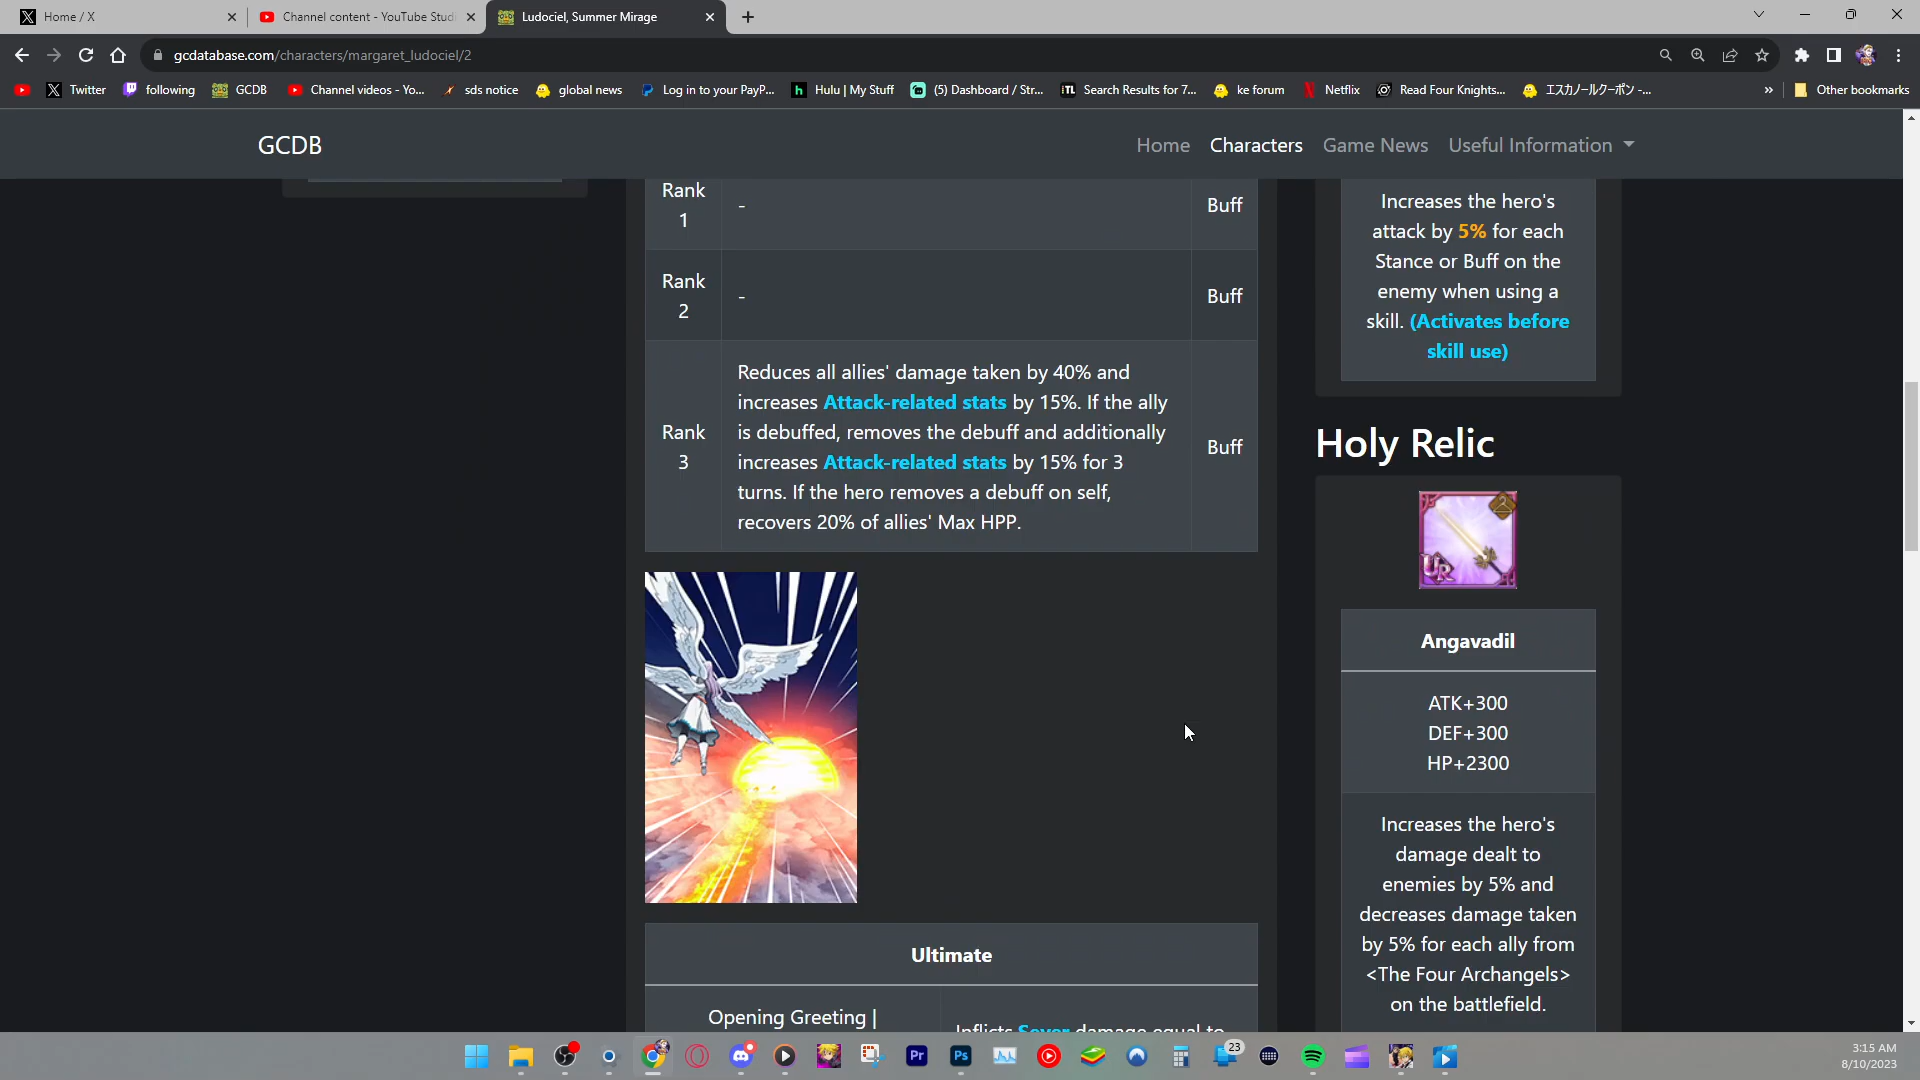 Home / X
Channel content - YouTube Stud
Ludociel, Summer Mirage
gcdatabase.com/characters/margaret_ludociel/2
Twitter
following
GCDB
Channel videos - Yo...
sds notice
global news
Log in to your PayP...
Hulu | My Stuff
(5) Dashboard / Str...
Search Results for 7...
ke forum
Netflix
Read Four Knights...
エスカノールクーポン -...
»
Other bookmarks
GCDB
Home
Characters
Game News
Useful Information
Rank
1
-
Buff
Rank
2
-
Buff
Rank
3
Reduces all allies' damage taken by 40% and
increases Attack-related stats by 15%. If the ally
is debuffed, removes the debuff and additionally
increases Attack-related stats by 15% for 3
turns. If the hero removes a debuff on self,
recovers 20% of allies' Max HPP.
Buff
Ultimate
Opening Greeting |
Inflicts Sever damage equal to
Increases the hero's
attack by 5% for each
Stance or Buff on the
enemy when using a
skill. (Activates before
skill use)
Holy Relic
UR
Angavadil
ATK+300
DEF+300
HP+2300
Increases the hero's
damage dealt to
enemies by 5% and
decreases damage taken
by 5% for each ally from
<The Four Archangels>
on the battlefield.
Pr
Ps
23
3:15 AM
8/10/2023